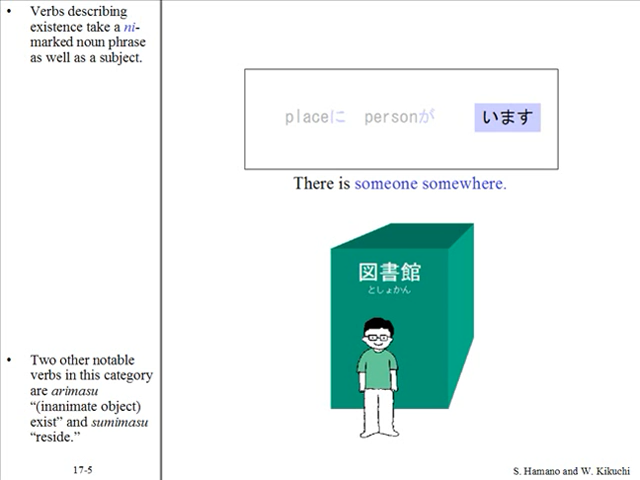 • Verbs describing
existence take a ni-
marked noun phrase
as well as a subject.
placeに personが います
There is someone somewhere.
図書館
としょかん
• Two other notable
verbs in this category
are arimasu
“(inanimate object)
exist” and sumimasu
“reside.”
17-5
S. Hamano and W. Kikuchi